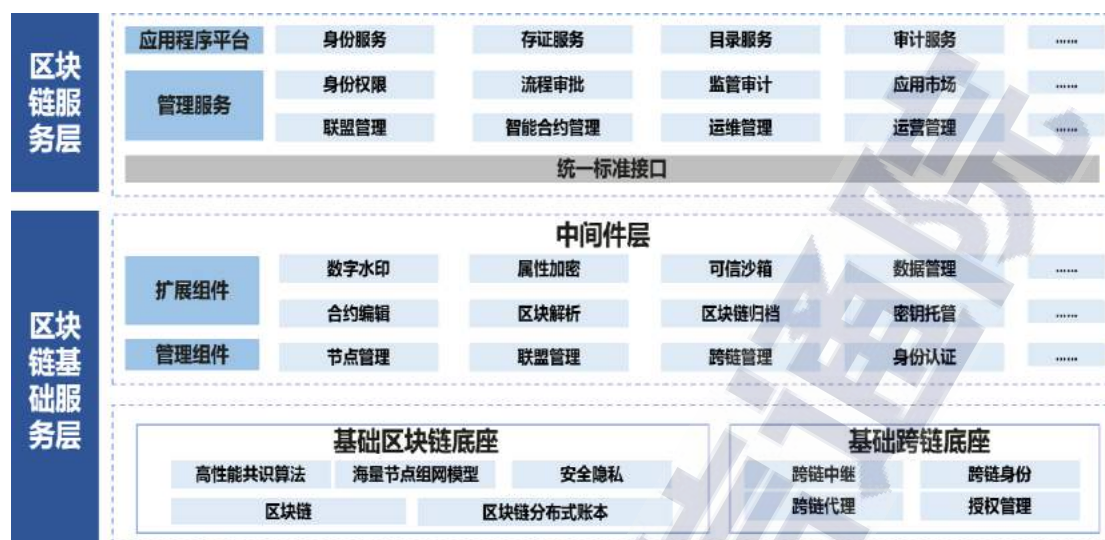 区块
链服
务层
应用程序平台 身份服务 存证服务 目录服务 审计服务 ……
管理服务
身份权限 流程审批 监管审计 应用市场 ……
联盟管理 智能合约管理 运维管理 运营管理 ……
统一标准接口
区块
链基
础服
务层
中间件层
扩展组件
数字水印 属性加密 可信沙箱 数据管理 ……
合约编辑 区块解析 区块链归档 密钥托管 ……
管理组件 节点管理 联盟管理 跨链管理 身份认证 ……
基础区块链底座
高性能共识算法 海量节点组网模型 安全隐私
区块链 区块链分布式账本
基础跨链底座
跨链中继 跨链身份
跨链代理 授权管理